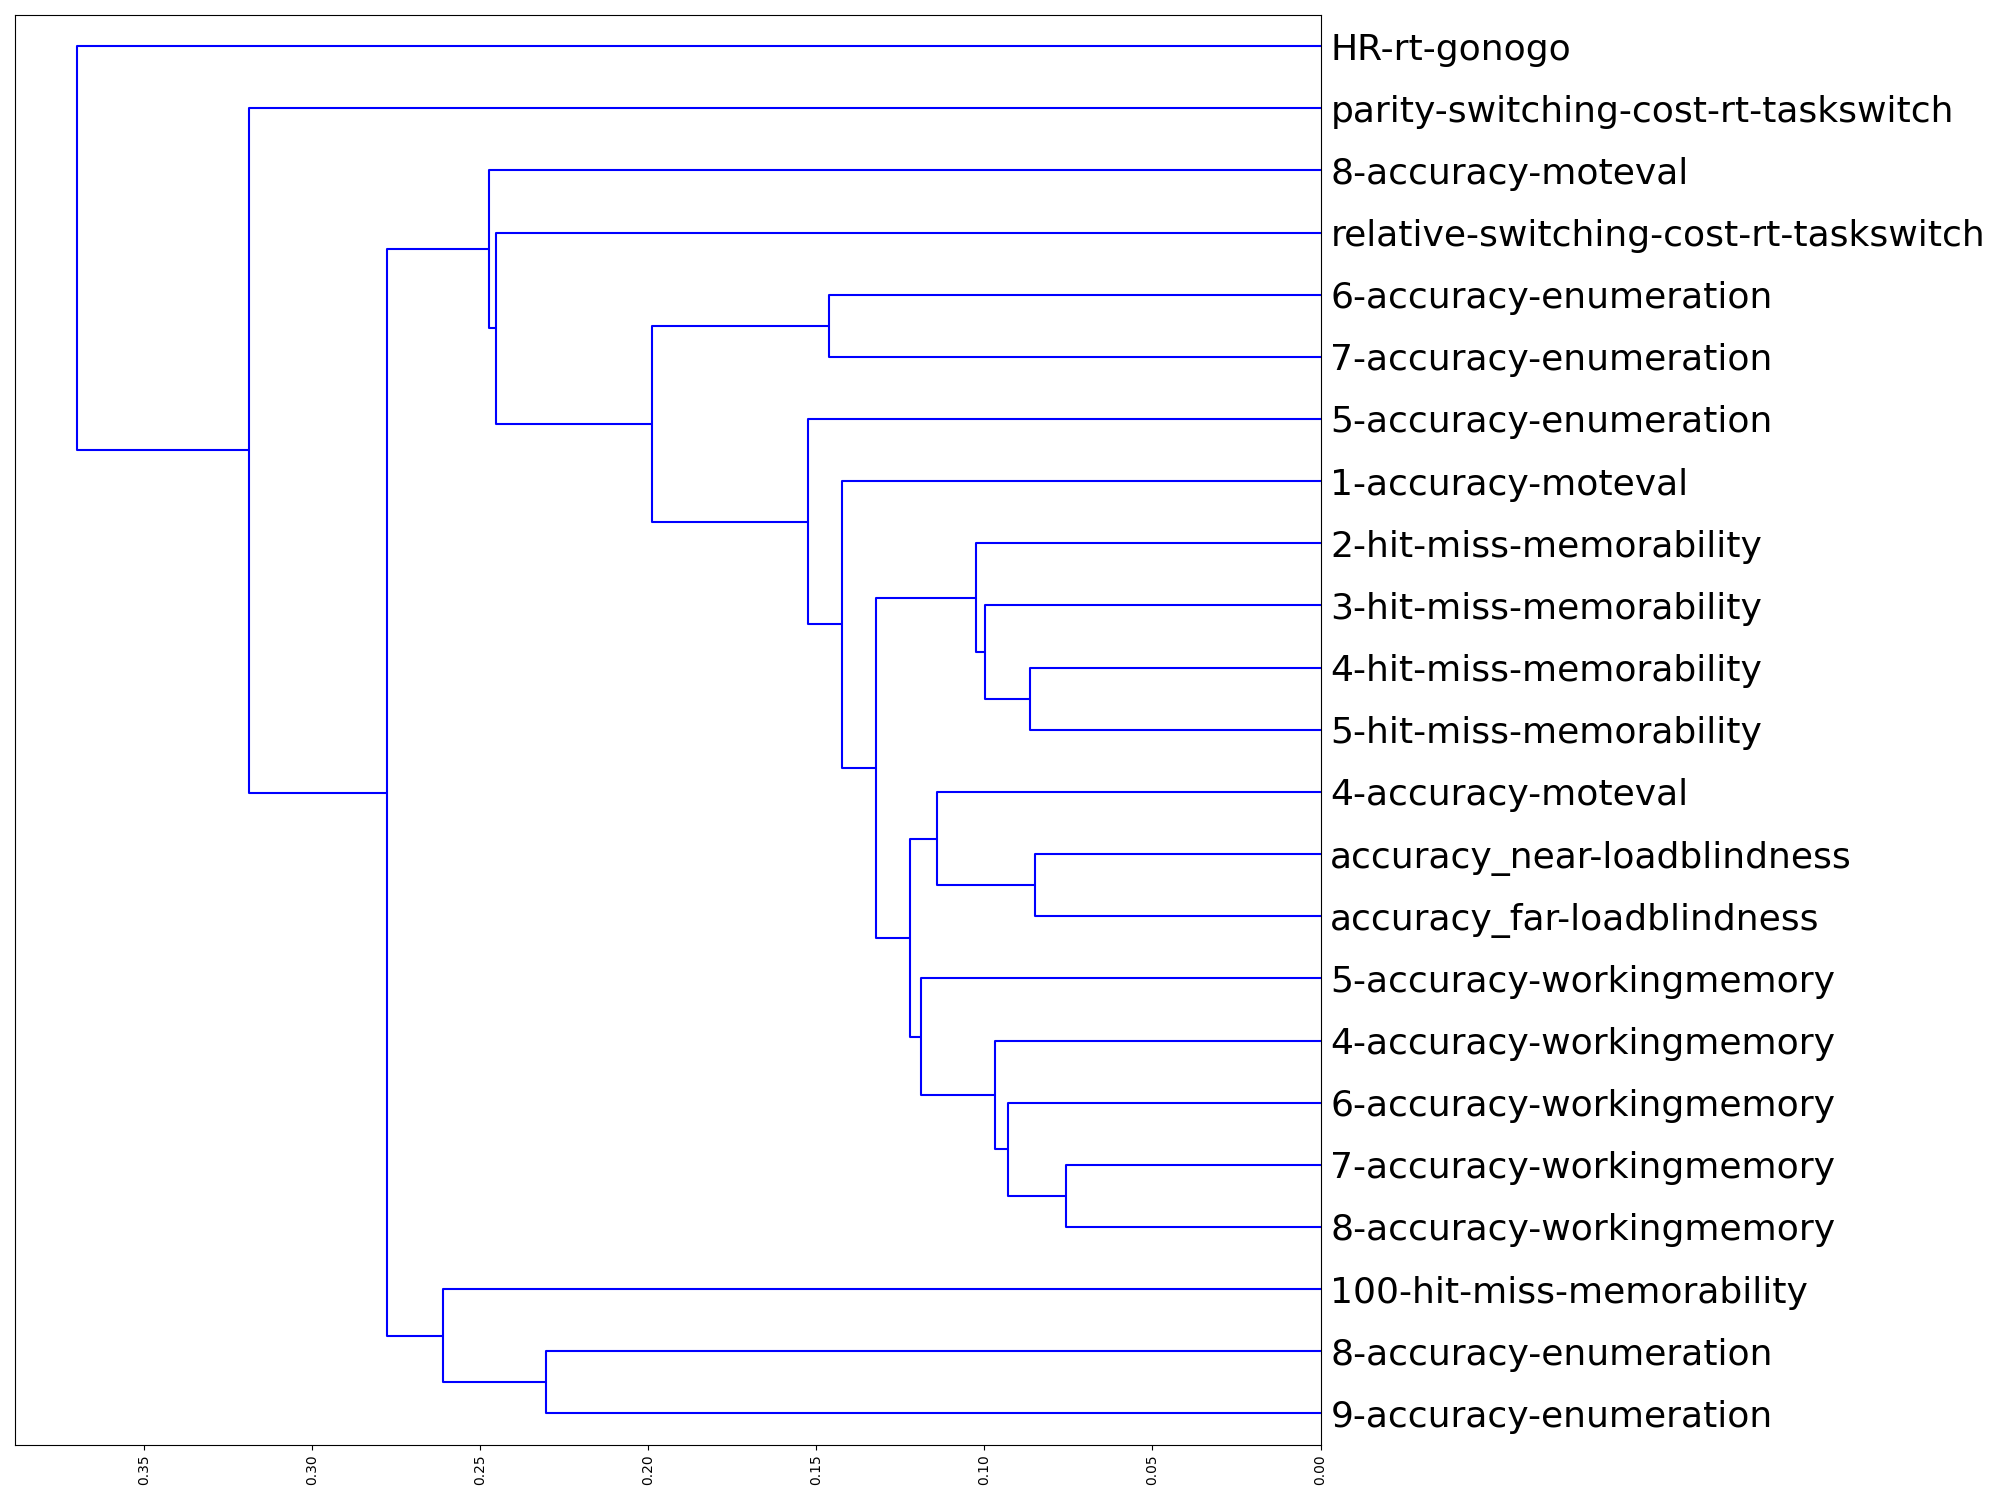 HR-rt-gonogo
parity-switching-cost-rt-taskswitch
8-accuracy-moteval
relative-switching-cost-rt-taskswitch
6-accuracy-enumeration
7-accuracy-enumeration
5-accuracy-enumeration
1-accuracy-moteval
2-hit-miss-memorability
3-hit-miss-memorability
4-hit-miss-memorability
5-hit-miss-memorability
4-accuracy-moteval
accuracy_near-loadblindness
accuracy_far-loadblindness
5-accuracy-workingmemory
4-accuracy-workingmemory
6-accuracy-workingmemory
7-accuracy-workingmemory
8-accuracy-workingmemory
100-hit-miss-memorability
8-accuracy-enumeration
9-accuracy-enumeration
0.35
0.30
0.25
0.20
0.15
0.10
0.05
0.00